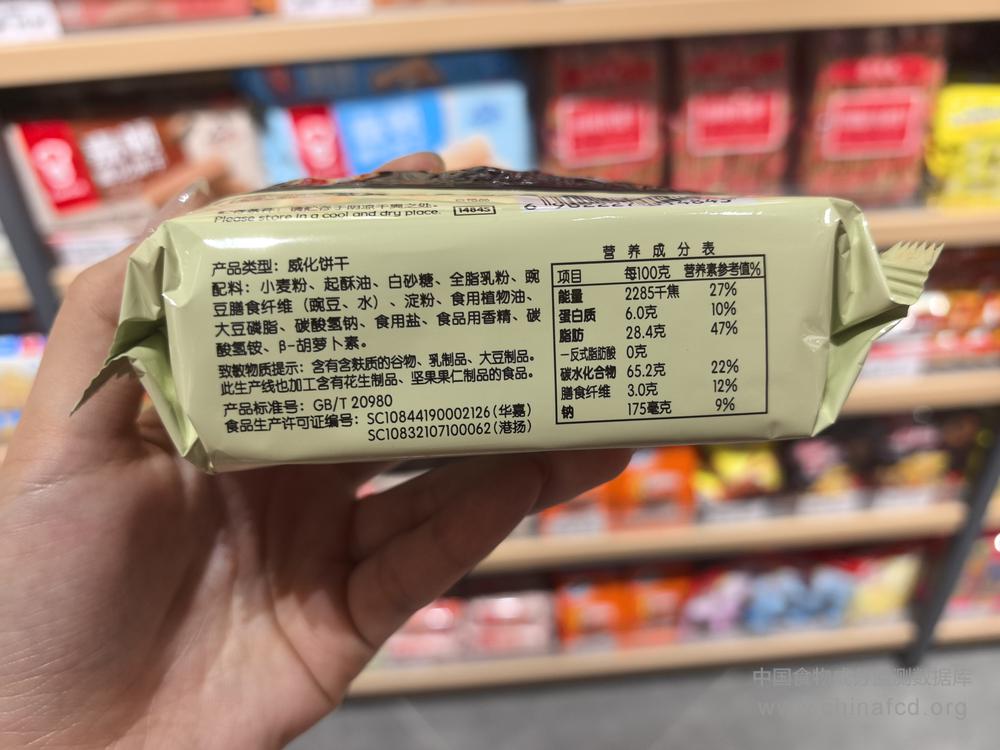 Please store in a cool and dry place.
14845
产品类型：威化饼干
配料：小麦粉、起酥油、白砂糖、全脂乳粉、豌
豆膳食纤维（豌豆、水）、淀粉、食用植物油、
大豆磷脂、碳酸氢钠、食用盐、食品用香精、碳
酸氢铵、β-胡萝卜素。
致敏物质提示：含有含麸质的谷物、乳制品、大豆制品。
此生产线也加工含有花生制品、坚果果仁制品的食品。
产品标准号：GB/T 20980
食品生产许可证编号：SC10844190002126(华嘉)
SC10832107100062(港扬)
营养成分表
项目 每100克 营养素参考值%
能量 2285千焦 27%
蛋白质 6.0克 10%
脂肪 28.4克 47%
-反式脂肪酸 0克
碳水化合物 65.2克 22%
膳食纤维 3.0克 12%
钠 175毫克 9%
中国食物成分监测数据库
www.chinafcd.org